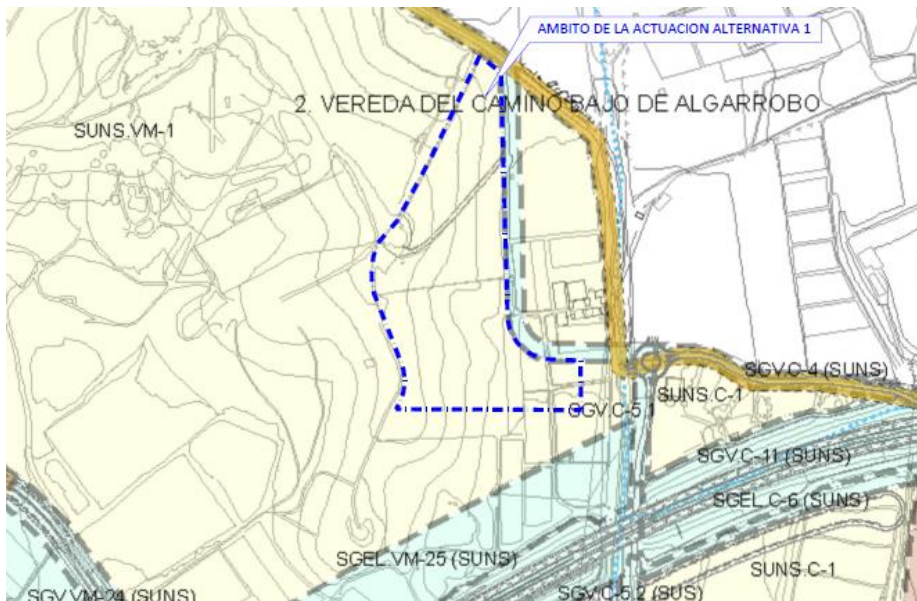 AMBITO DE LA ACTUACION ALTERNATIVA 1
2. VEREDA DEL CAMINO BAJO DE ALGARROBO
SUNS.VM-1
SGV.C-4 (SUNS)
SUNS.C-1
SGV.C-5.1
SGV.C-11 (SUNS)
SGEL.C-6 (SUNS)
SGEL.VM-25 (SUNS)
SUNS.C-1
SGV.VM-24 (SUNS)
SGV.C-5.2 (SUS)